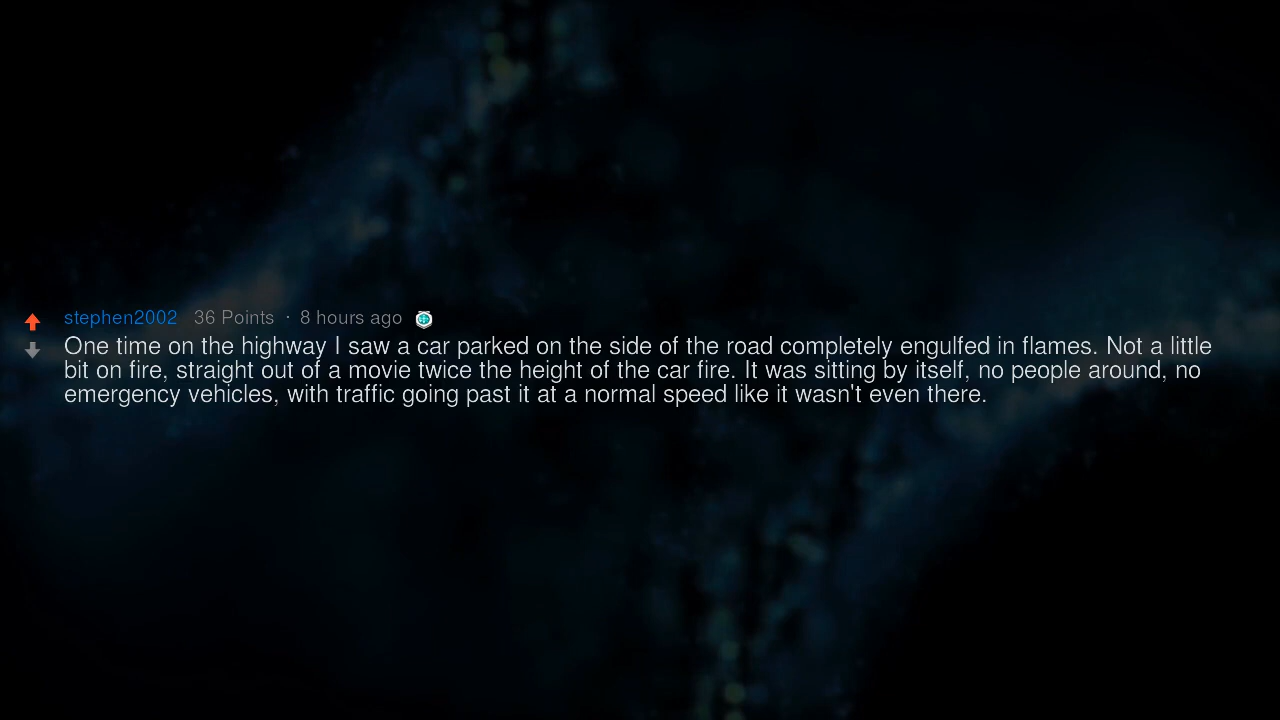 stephen2002 36 Points · 8 hours ago
One time on the highway I saw a car parked on the side of the road completely engulfed in flames. Not a little
bit on fire, straight out of a movie twice the height of the car fire. It was sitting by itself, no people around, no
emergency vehicles, with traffic going past it at a normal speed like it wasn't even there.